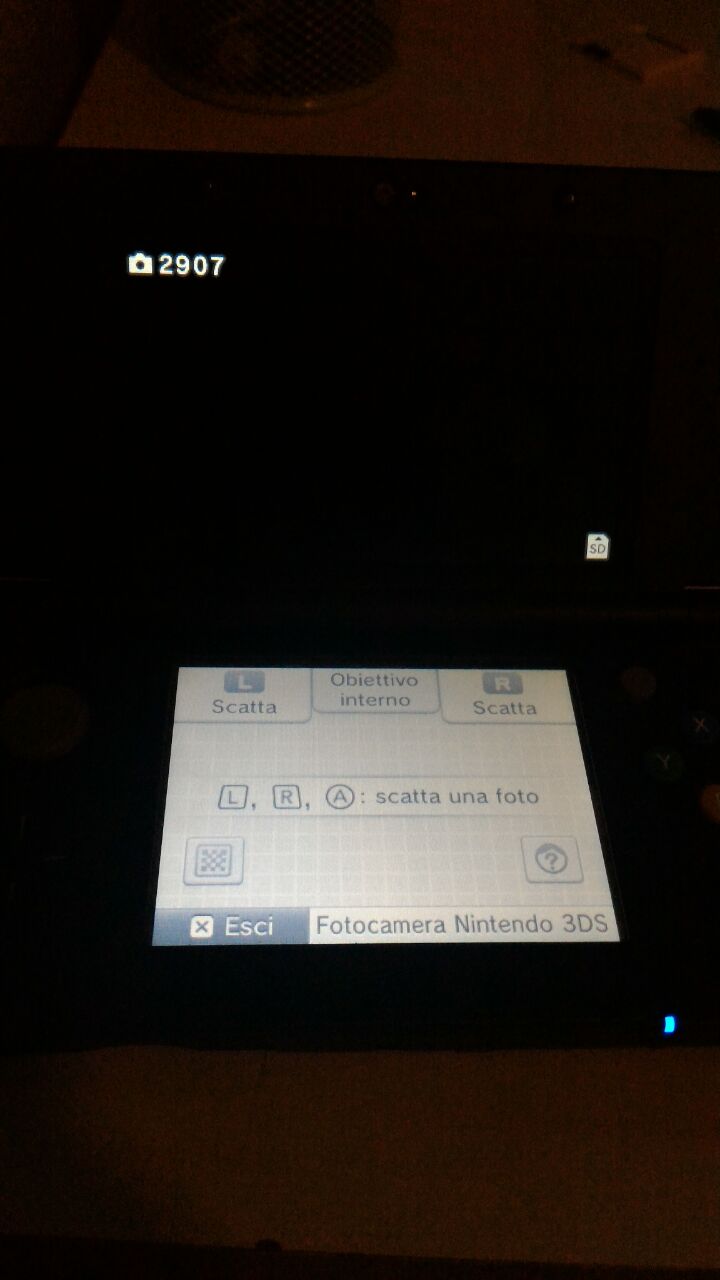 2907
SD
L
Scatta
Obiettivo
interno
R
Scatta
L, R, A: scatta una foto
?
X Esci
Fotocamera Nintendo 3DS
X
Y